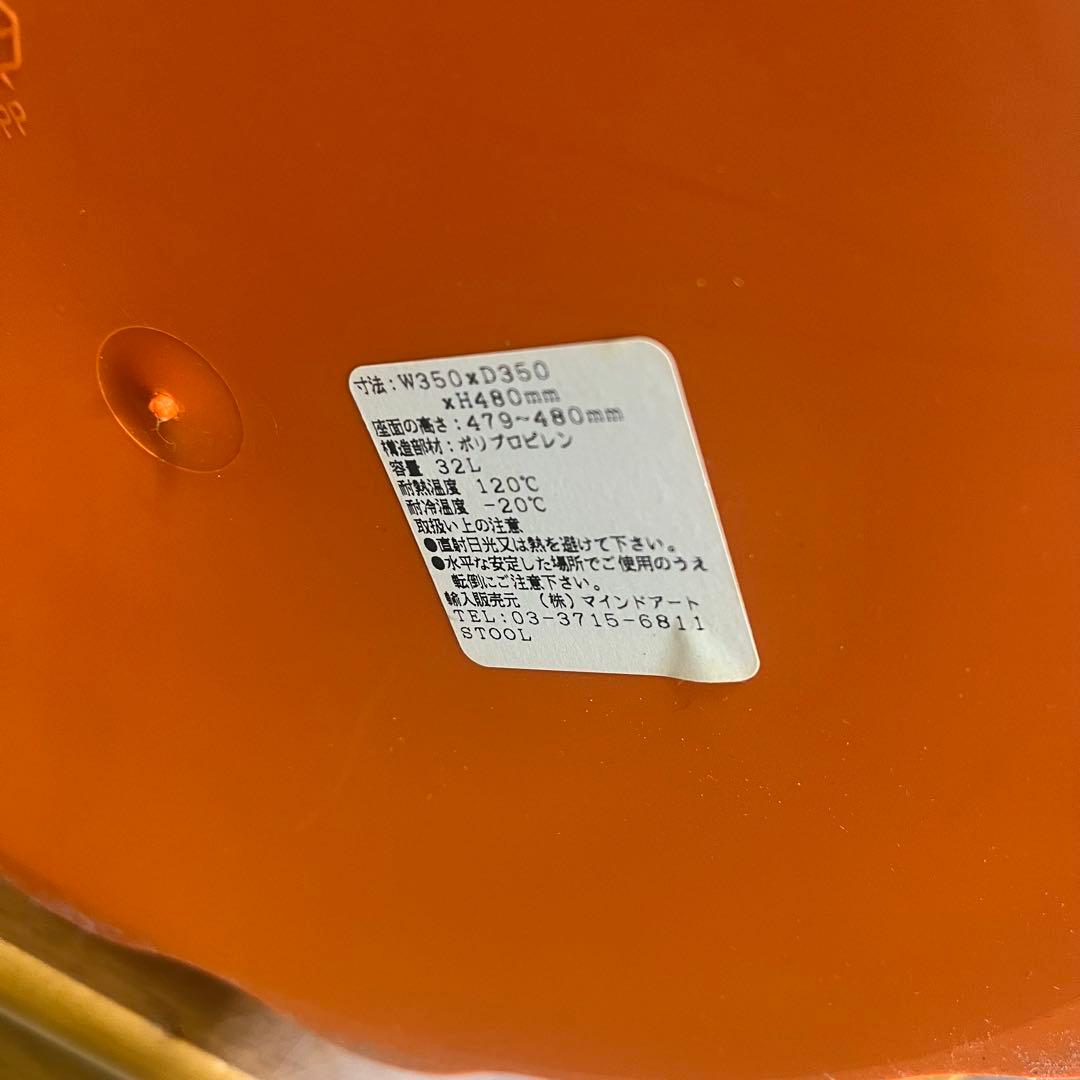 PP
寸法:W350xD350
xH480mm
座面の高さ:479~480mm
構造部材:ポリプロピレン
容量 32L
耐熱温度 120℃
耐冷温度 -20℃
取扱い上の注意
●直射日光又は熱を避けて下さい。
●水平な安定した場所でご使用のうえ
転倒にご注意下さい。
輸入販売元 (株)マインドアート
TEL:03-3715-6811
STOOL